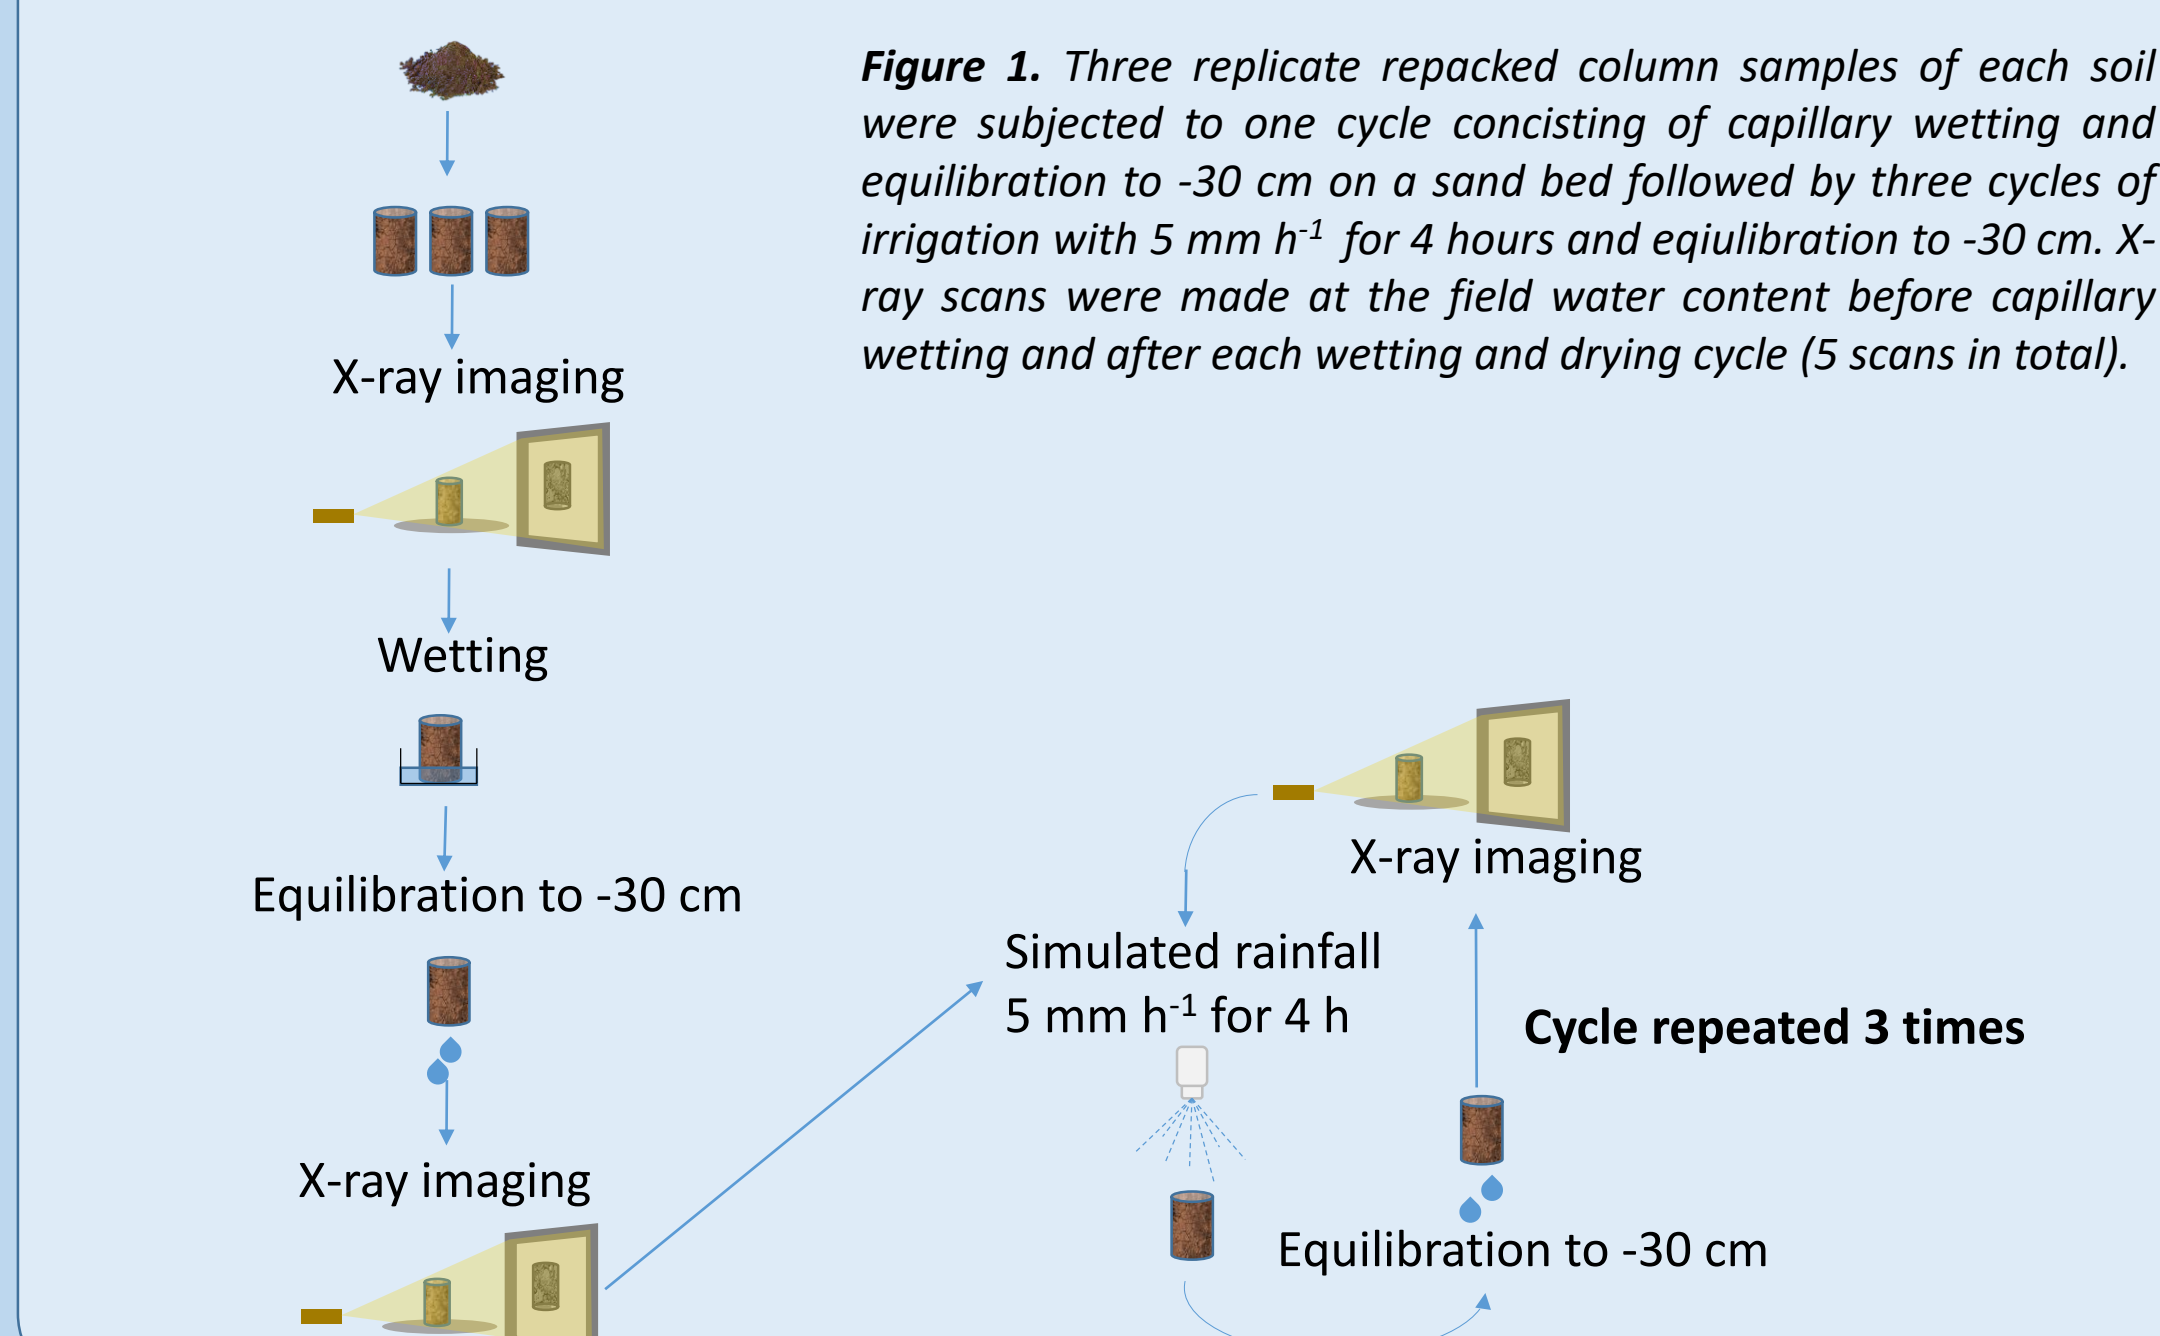 Figure 1. Three replicate repacked column samples of each soil
were subjected to one cycle concisting of capillary wetting and
equilibration to -30 cm on a sand bed followed by three cycles of
irrigation with 5 mm h-1 for 4 hours and eqiulibration to -30 cm. X-
ray scans were made at the field water content before capillary
wetting and after each wetting and drying cycle (5 scans in total).
X-ray imaging
Wetting
Equilibration to -30 cm
X-ray imaging
Simulated rainfall
5 mm h-1 for 4 h
Equilibration to -30 cm
X-ray imaging
Cycle repeated 3 times